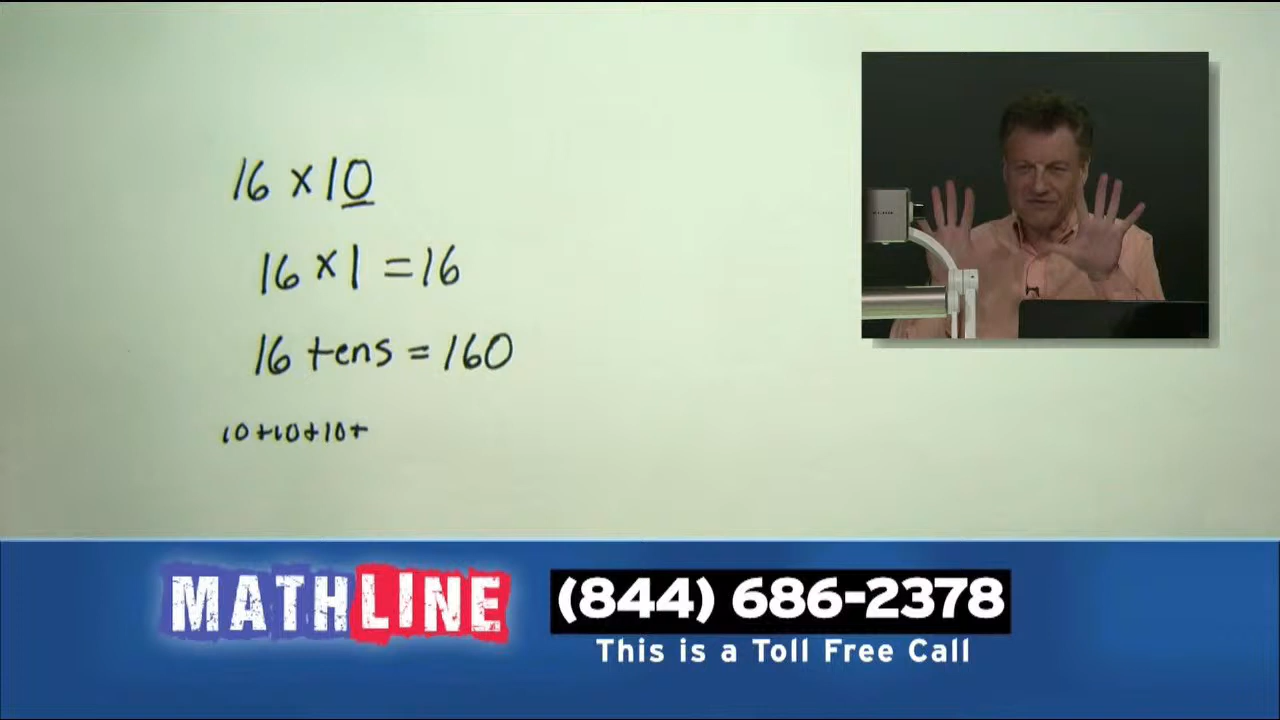 16 × 10
16 × 1 = 16
16 tens = 160
10+10+10+
MATHLINE
(844) 686-2378
This is a Toll Free Call